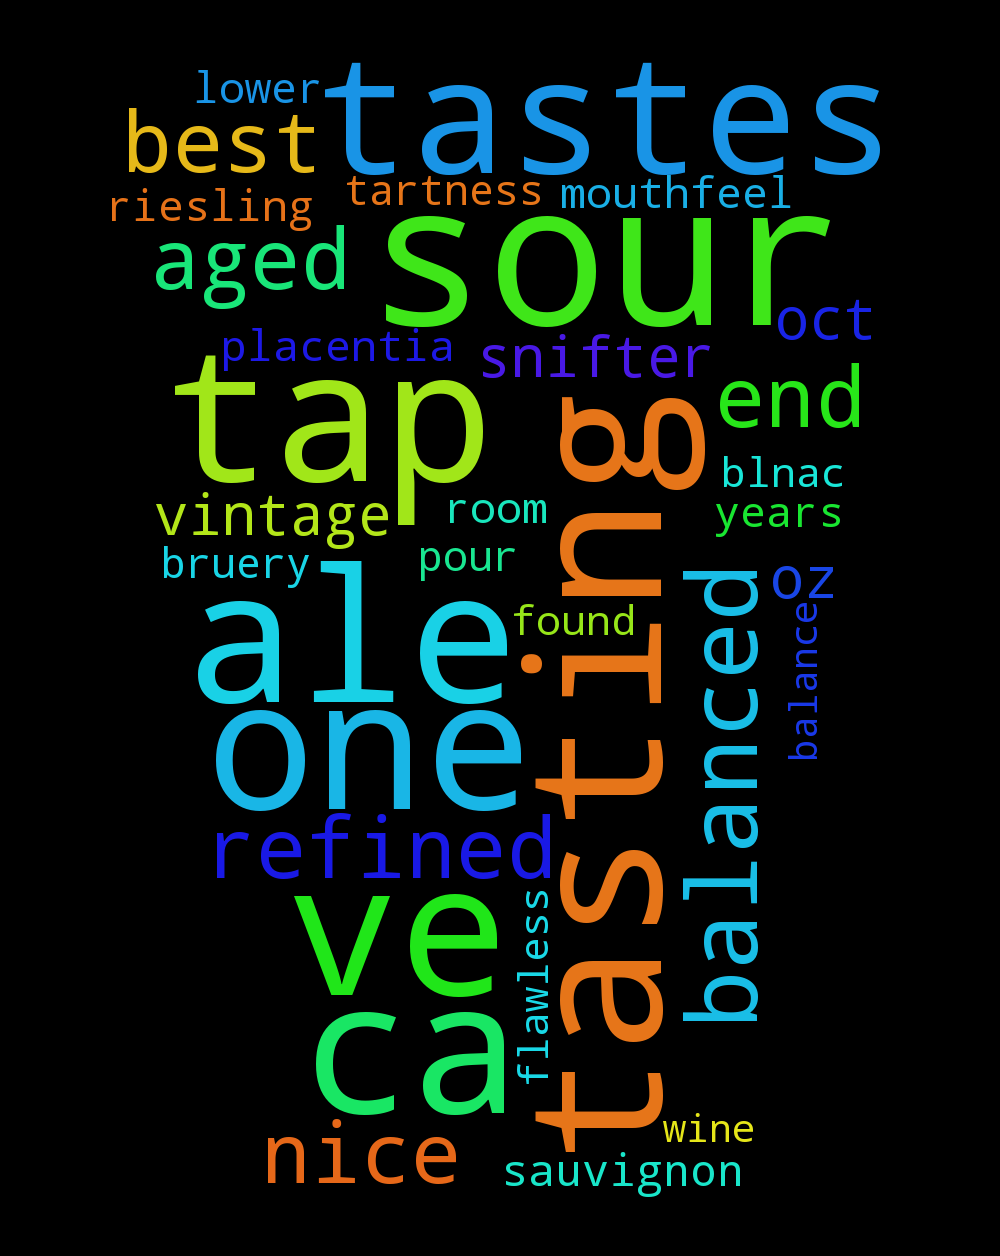 lower
tastes
best
riesling
tartness
mouthfeel
sour
aged
oct
placentia
snifter
tap
end
tasting
blnac
vintage
room
years
bruery
pour
ale
found
balanced
oz
balance
one
refined
ve
flawless
ca
nice
wine
sauvignon